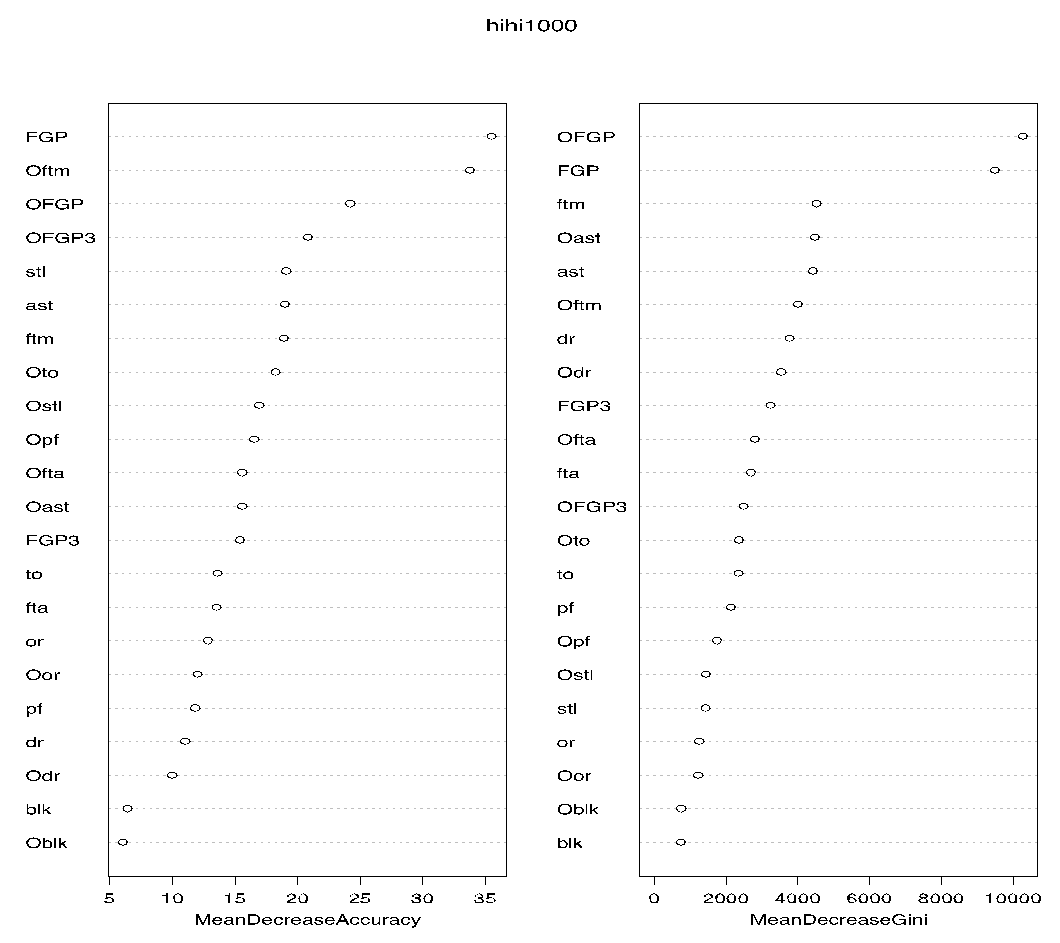 hihi1000
FGP
Oftm
OFGP
OFGP3
stl
ast
ftm
Oto
Ostl
Opf
Ofta
Oast
FGP3
to
fta
or
Oor
pf
dr
Odr
blk
Oblk
5 10 15 20 25 30 35
MeanDecreaseAccuracy
OFGP
FGP
ftm
Oast
ast
Oftm
dr
Odr
FGP3
Ofta
fta
OFGP3
Oto
to
pf
Opf
Ostl
stl
or
Oor
Oblk
blk
0 2000 4000 6000 8000 10000
MeanDecreaseGini